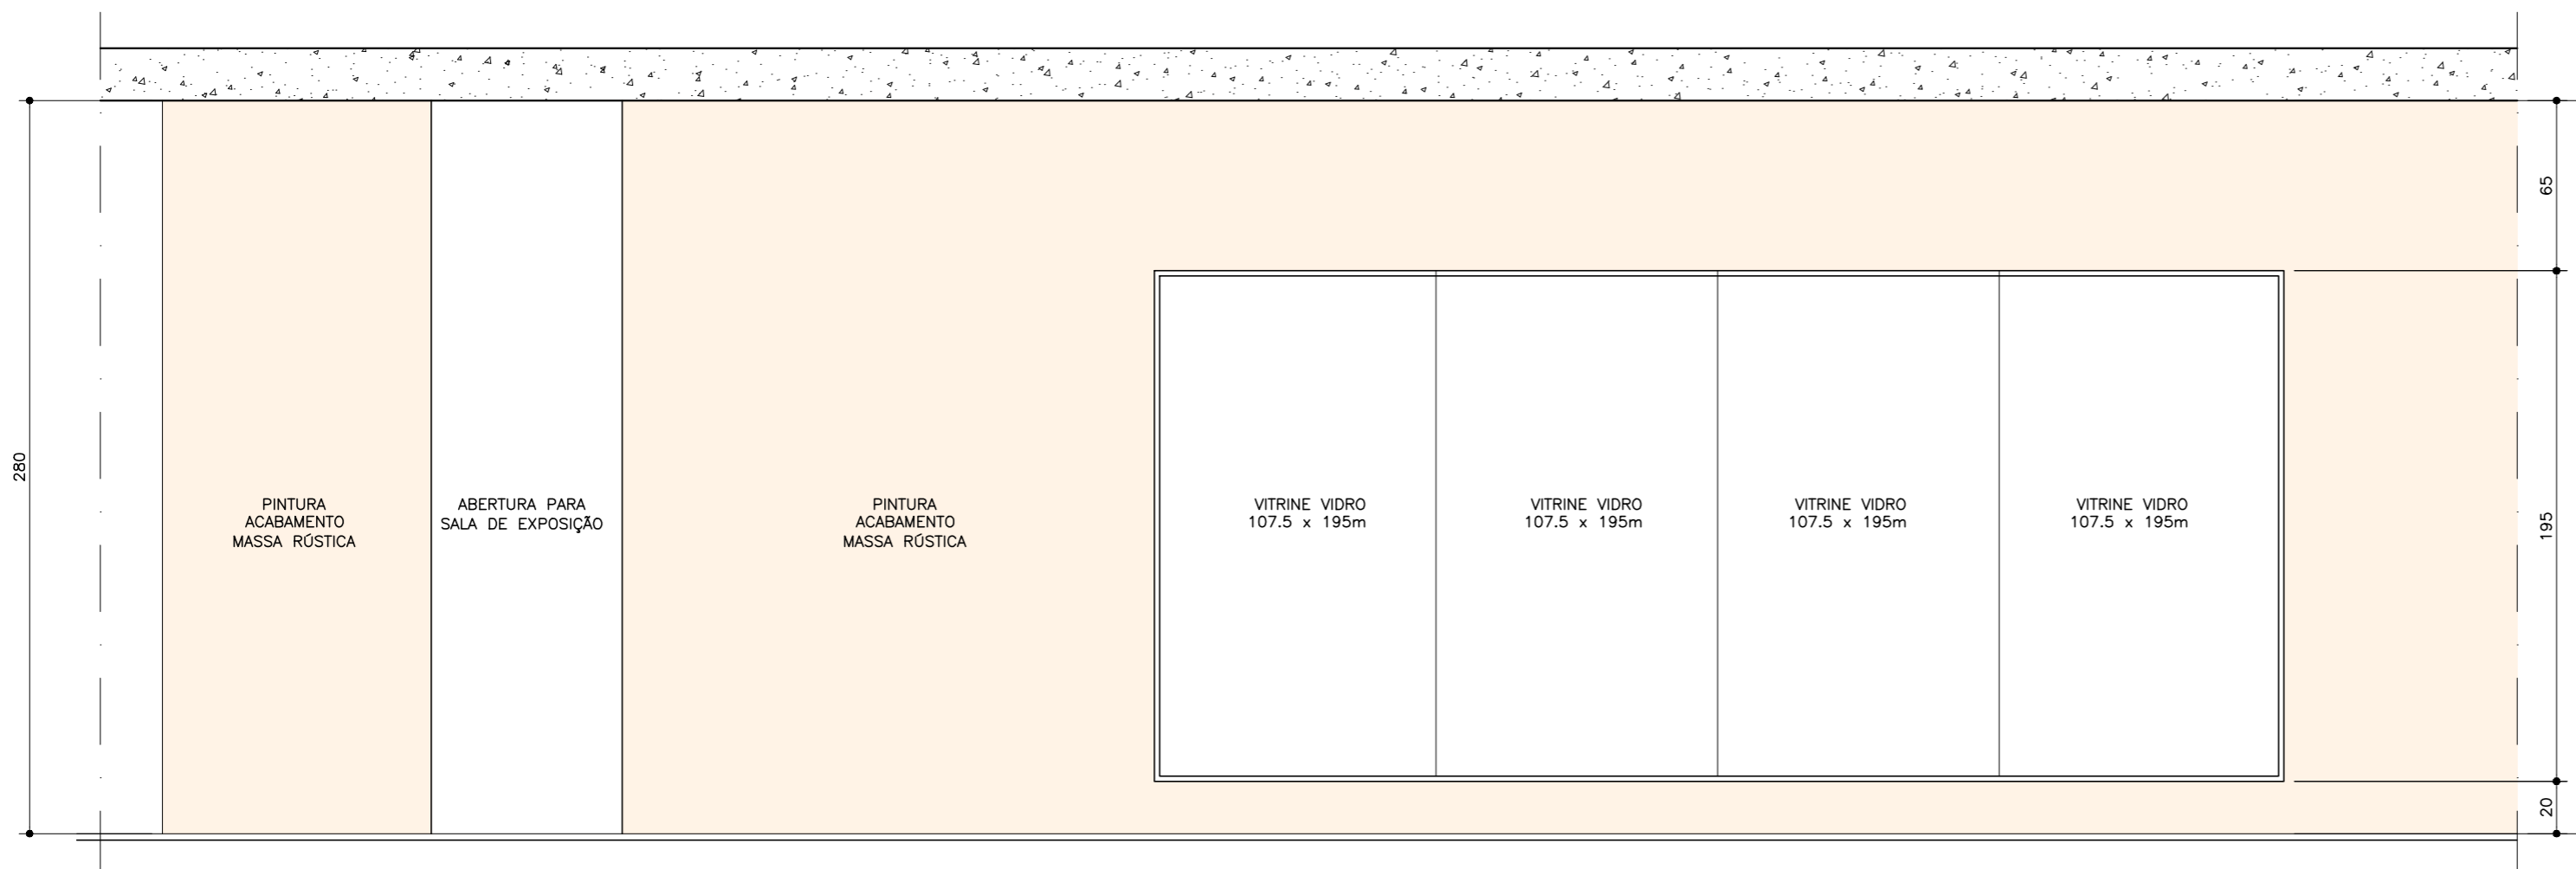 65
280
195
20
PINTURA
ACABAMENTO
MASSA RÚSTICA
ABERTURA PARA
SALA DE EXPOSIÇÃO
PINTURA
ACABAMENTO
MASSA RÚSTICA
VITRINE VIDRO
107.5 x 195m
VITRINE VIDRO
107.5 x 195m
VITRINE VIDRO
107.5 x 195m
VITRINE VIDRO
107.5 x 195m